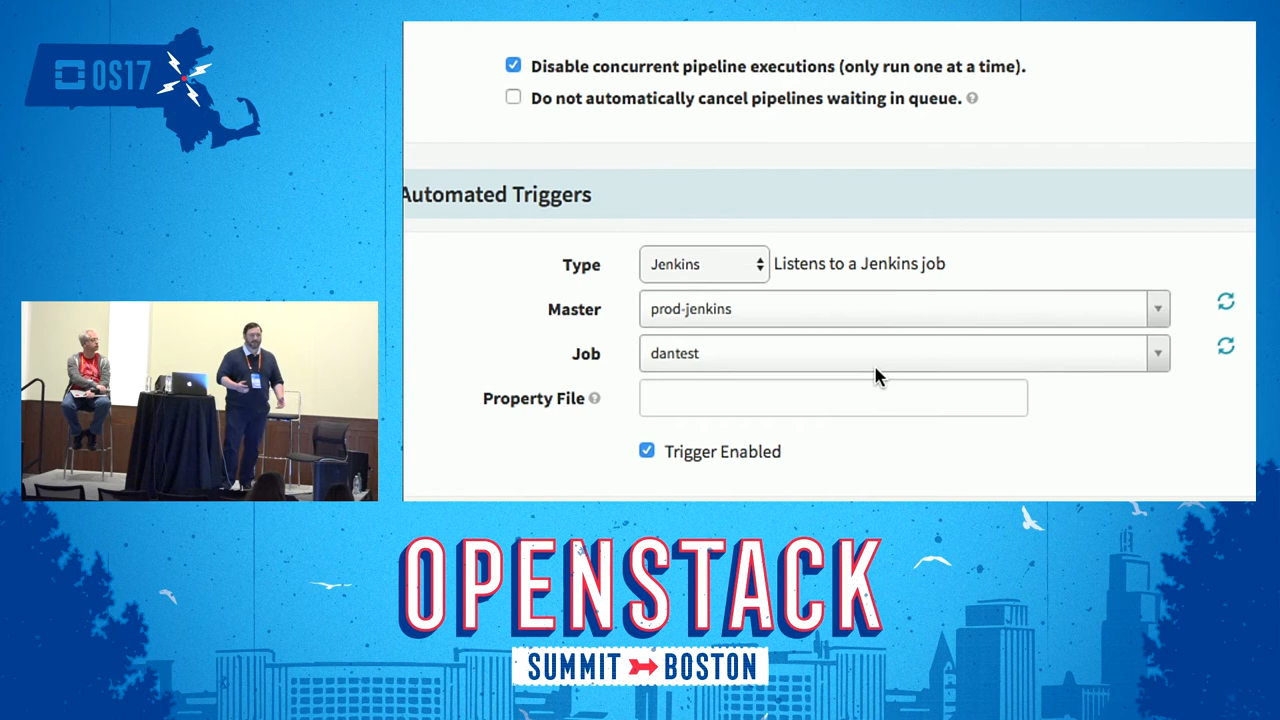 OS17
Disable concurrent pipeline executions (only run one at a time).
Do not automatically cancel pipelines waiting in queue. ?
Automated Triggers
Type Jenkins Listens to a Jenkins job
Master prod-jenkins
Job dantest
Property File ?
Trigger Enabled
OPENSTACK
SUMMIT BOSTON